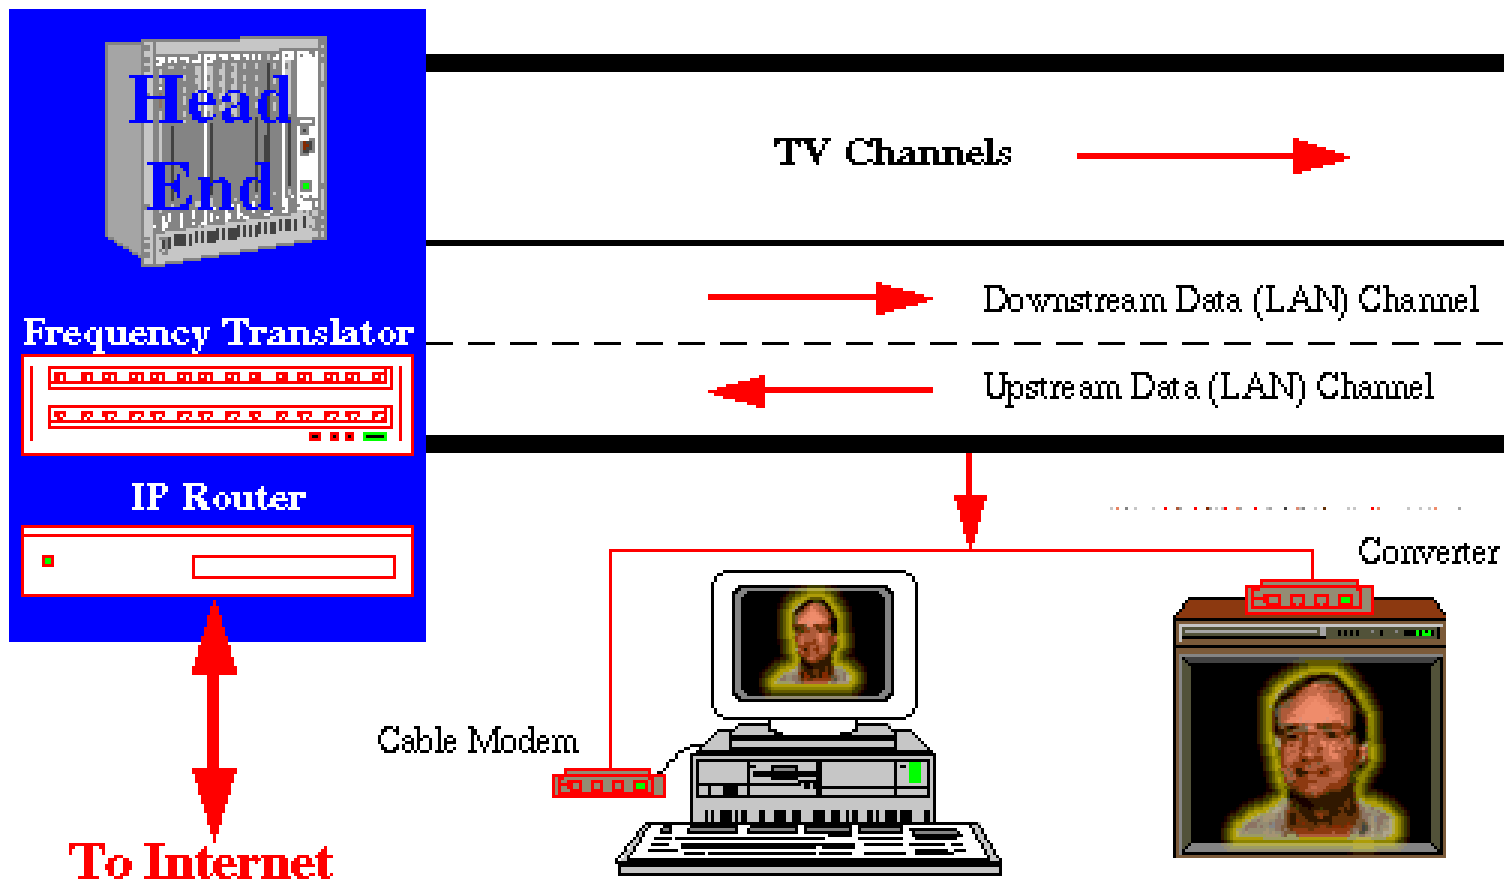 Head
End
TV Channels
Downstream Data (LAN) Channel
Frequency Translator
Upstream Data (LAN) Channel
IP Router
Converter
Cable Modem
To Internet